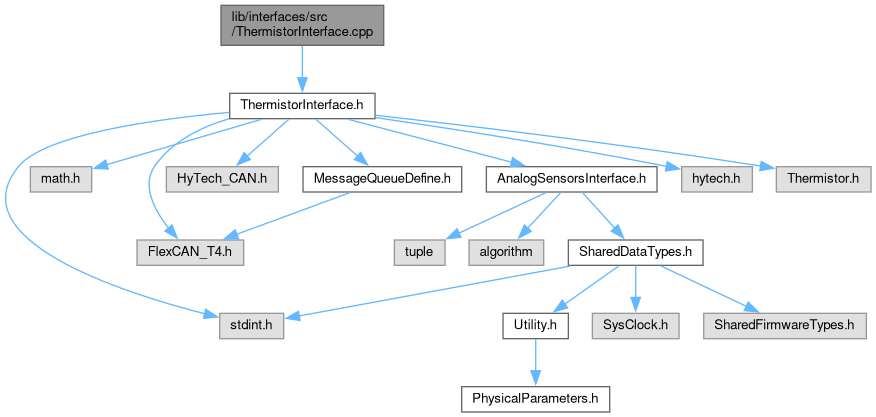 lib/interfaces/src
/ThermistorInterface.cpp
ThermistorInterface.h
math.h
HyTech_CAN.h
MessageQueueDefine.h
AnalogSensorsInterface.h
hytech.h
Thermistor.h
FlexCAN_T4.h
tuple
algorithm
SharedDataTypes.h
stdint.h
Utility.h
SysClock.h
SharedFirmwareTypes.h
PhysicalParameters.h